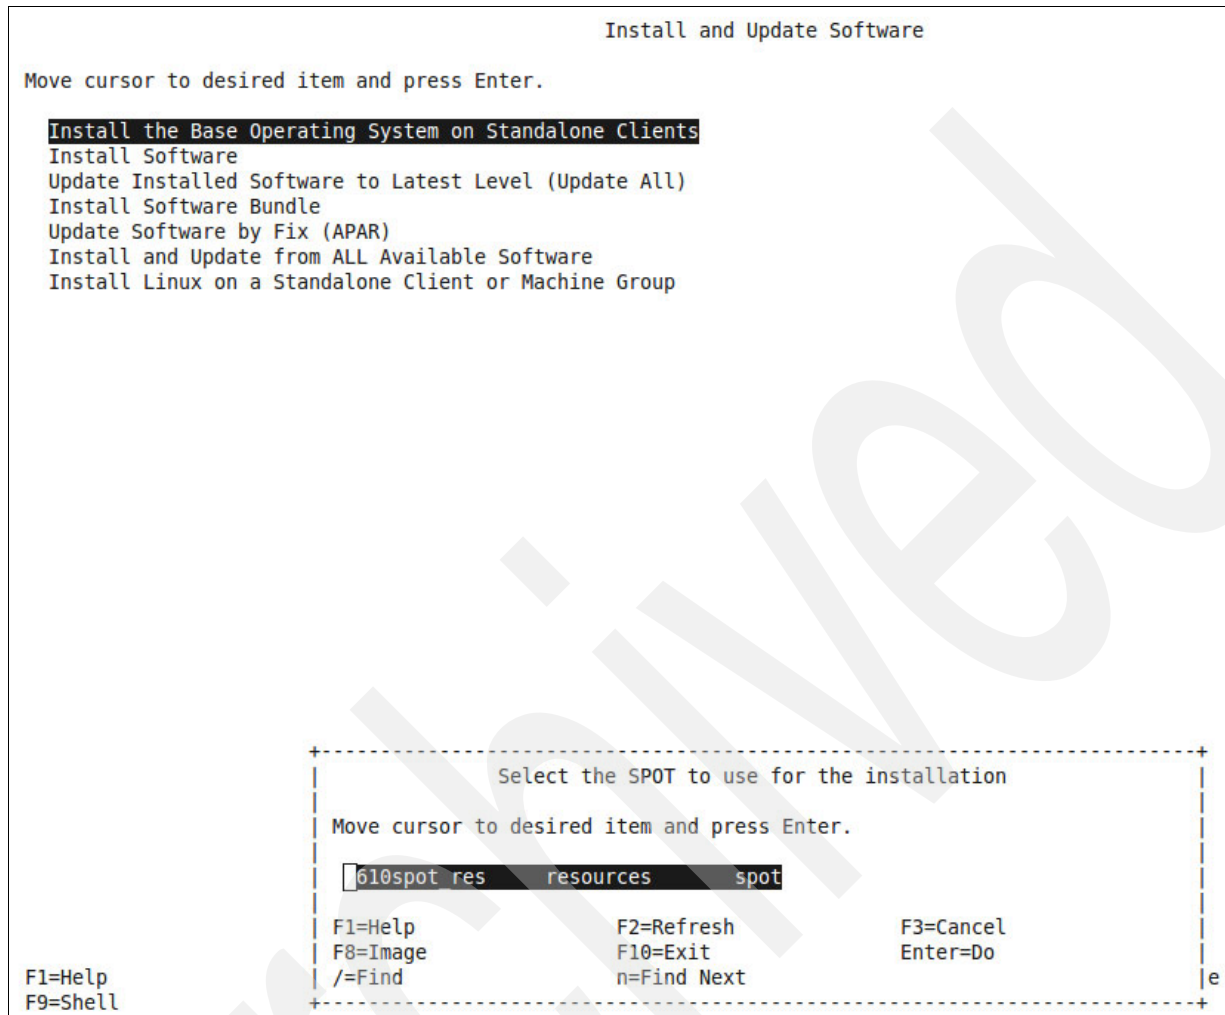 Install and Update Software
Move cursor to desired item and press Enter.
Install the Base Operating System on Standalone Clients
Install Software
Update Installed Software to Latest Level (Update All)
Install Software Bundle
Update Software by Fix (APAR)
Install and Update from ALL Available Software
Install Linux on a Standalone Client or Machine Group
Select the SPOT to use for the installation
Move cursor to desired item and press Enter.
610spot_res resources spot
F1=Help F2=Refresh F3=Cancel
F8=Image F10=Exit Enter=Do
F1=Help /=Find n=Find Next e
F9=Shell